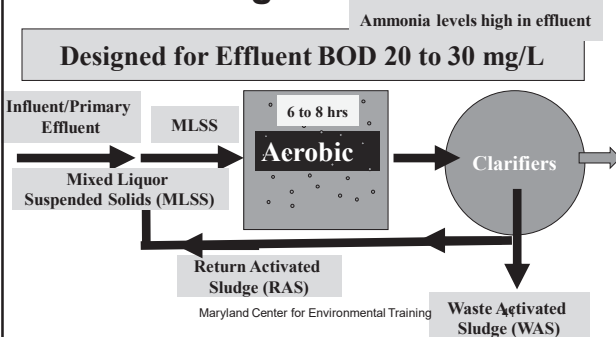 Ammonia levels high in effluent
Designed for Effluent BOD 20 to 30 mg/L
Influent/Primary
Effluent
MLSS
6 to 8 hrs
Aerobic
Clarifiers
Mixed Liquor
Suspended Solids (MLSS)
Return Activated
Sludge (RAS)
Maryland Center for Environmental Training
Waste Activated
Sludge (WAS)